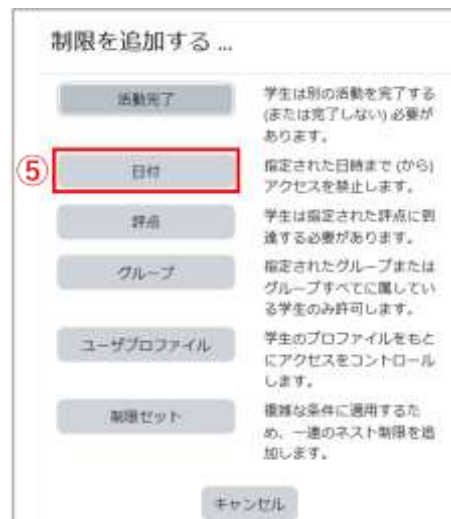 制限を追加する ...
活動完了
学生は別の活動を完了する
(または完了しない) 必要が
あります。
⑤
日付
指定された日時まで (から)
アクセスを禁止します。
評点
学生は指定された評点に到
達する必要があります。
グループ
指定されたグループまたは
グループすべてに属してい
る学生のみ許可します。
ユーザプロファイル
学生のプロファイルをもと
にアクセスをコントロール
します。
制限セット
複雑な条件に適用するた
め、一連のネスト制限を追
加します。
キャンセル